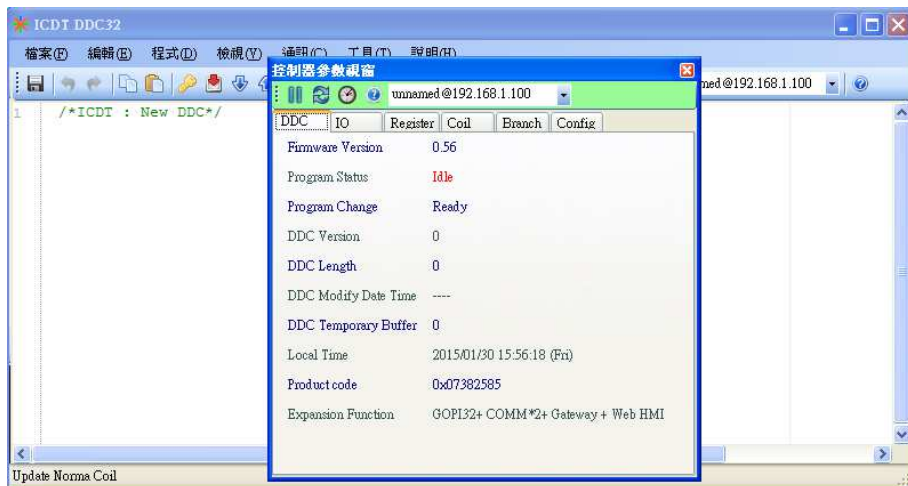 ICDT DDC32
檔案(F) 編輯(E) 程式(D) 檢視(V) 通訊(C) 工具(T) 說明(H)
控制器參數視窗
unnamed@192.168.1.100
med@192.168.1.100
1 /*ICDT : New DDC*/
DDC IO Register Coil Branch Config
Firmware Version 0.56
Program Status Idle
Program Change Ready
DDC Version 0
DDC Length 0
DDC Modify Date Time ----
DDC Temporary Buffer 0
Local Time 2015/01/30 15:56:18 (Fri)
Product code 0x07382585
Expansion Function GOPI32+ COMM*2+ Gateway + Web HMI
Update Norma Coil